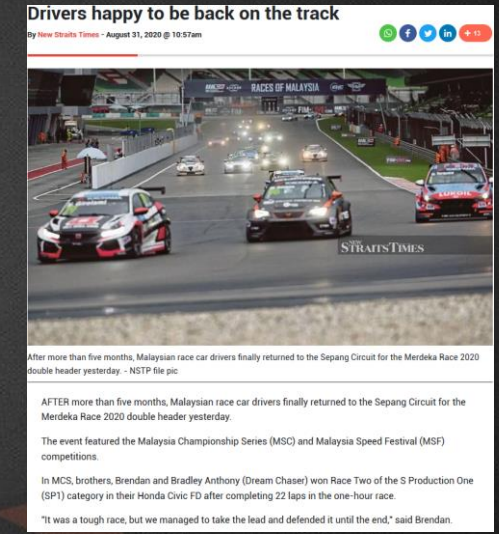 Drivers happy to be back on the track
By New Straits Times - August 31, 2020 @ 10:57am
+ 13
RACES OF MALAYSIA
LUKOIL
NEW STRAITS TIMES
After more than five months, Malaysian race car drivers finally returned to the Sepang Circuit for the Merdeka Race 2020
double header yesterday. - NSTP file pic
AFTER more than five months, Malaysian race car drivers finally returned to the Sepang Circuit for the
Merdeka Race 2020 double header yesterday.
The event featured the Malaysia Championship Series (MSC) and Malaysia Speed Festival (MSF)
competitions.
In MCS, brothers, Brendan and Bradley Anthony (Dream Chaser) won Race Two of the S Production One
(SP1) category in their Honda Civic FD after completing 22 laps in the one-hour race.
"It was a tough race, but we managed to take the lead and defended it until the end," said Brendan.